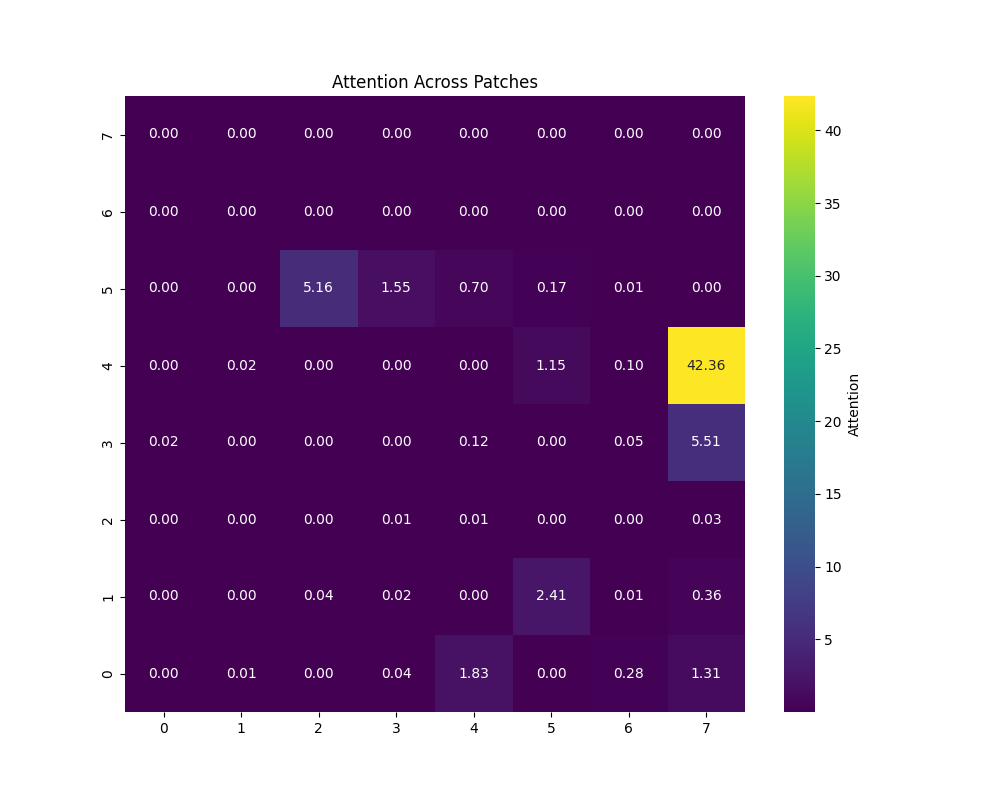 Attention Across Patches
7 0.00 0.00 0.00 0.00 0.00 0.00 0.00 0.00
6 0.00 0.00 0.00 0.00 0.00 0.00 0.00 0.00
5 0.00 0.00 5.16 1.55 0.70 0.17 0.01 0.00
4 0.00 0.02 0.00 0.00 0.00 1.15 0.10 42.36
3 0.02 0.00 0.00 0.00 0.12 0.00 0.05 5.51
2 0.00 0.00 0.00 0.01 0.01 0.00 0.00 0.03
1 0.00 0.00 0.04 0.02 0.00 2.41 0.01 0.36
0 0.00 0.01 0.00 0.04 1.83 0.00 0.28 1.31
0 1 2 3 4 5 6 7
40
35
30
25
20
15
10
5
Attention